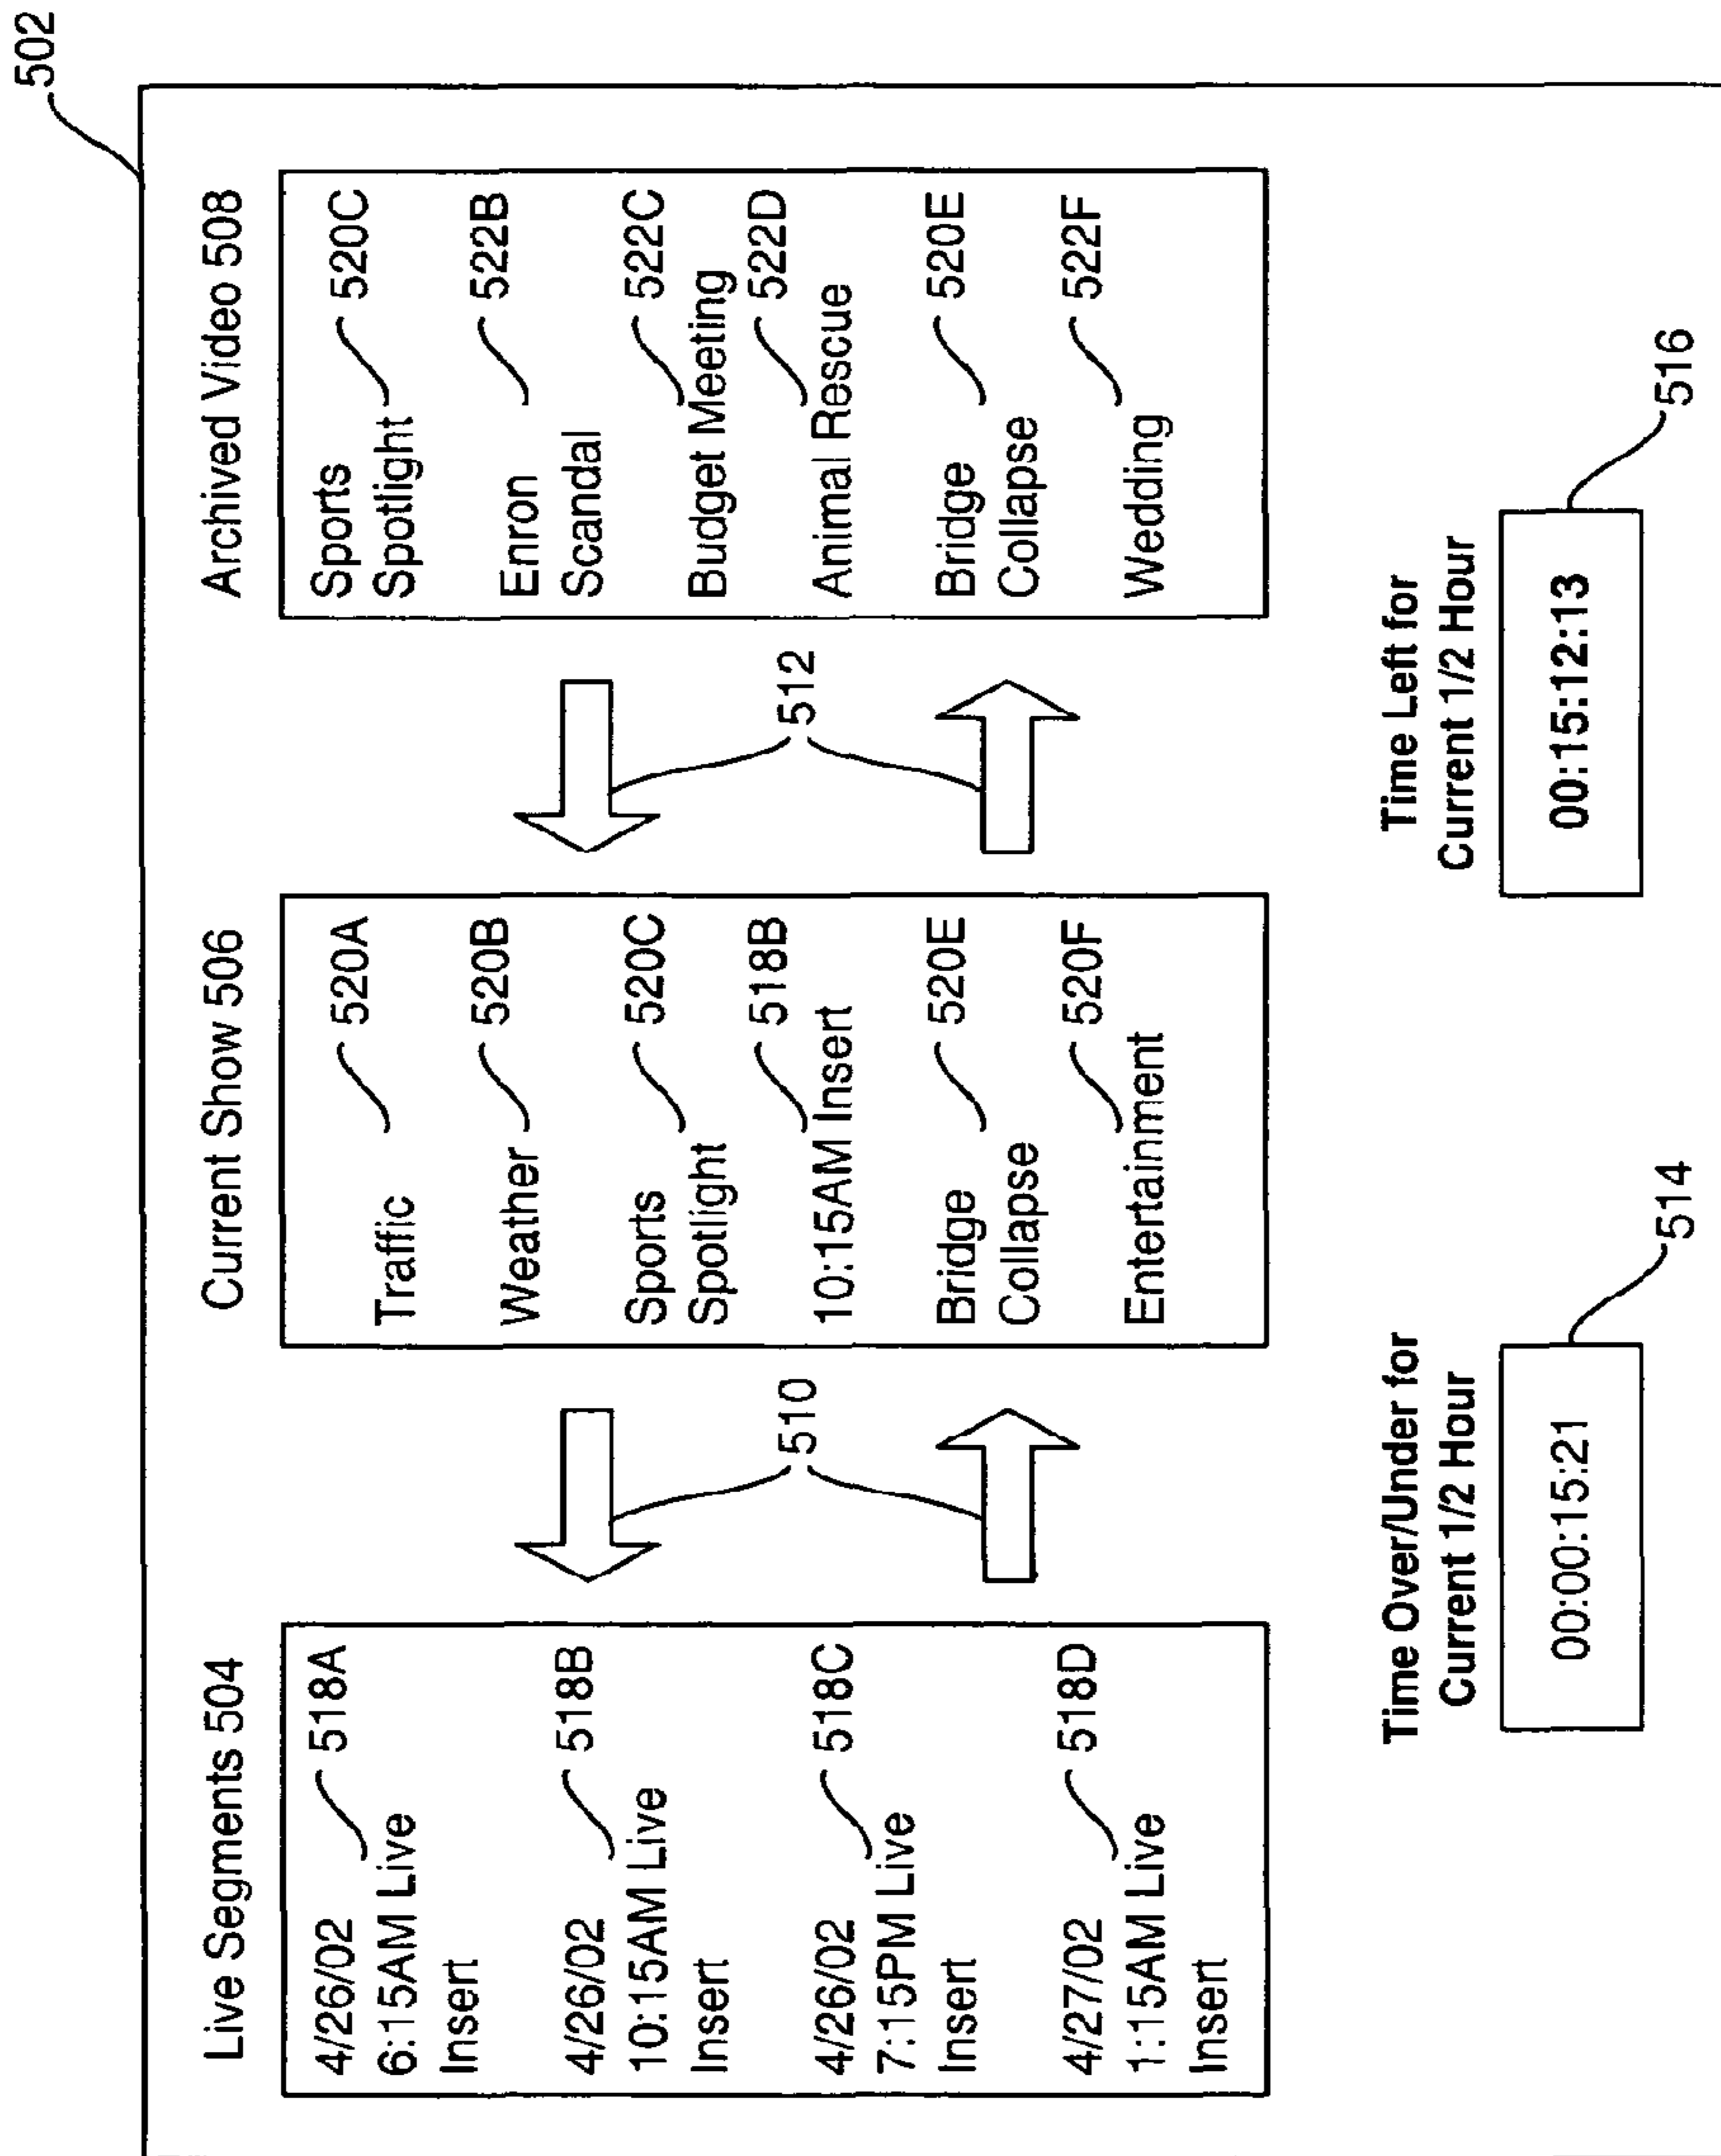 502
Live Segments 504
4/26/02
518A
6:15AM Live
Insert
4/26/02
518B
10:15AM Live
Insert
4/26/02
518C
7:15PM Live
Insert
4/27/02
518D
1:15AM Live
Insert
510
Current Show 506
520A
Traffic
520B
Weather
Sports
520C
Spotlight
518B
10:15AM Insert
Bridge
520E
Collapse
520F
Entertainment
512
Archived Video 508
Sports
520C
Spotlight
Enron
522B
Scandal
522C
Budget Meeting
522D
Animal Rescue
Bridge
520E
Collapse
522F
Wedding
Time Over/Under for
Current 1/2 Hour
00:00:15:21
514
Time Left for
Current 1/2 Hour
00:15:12:13
516